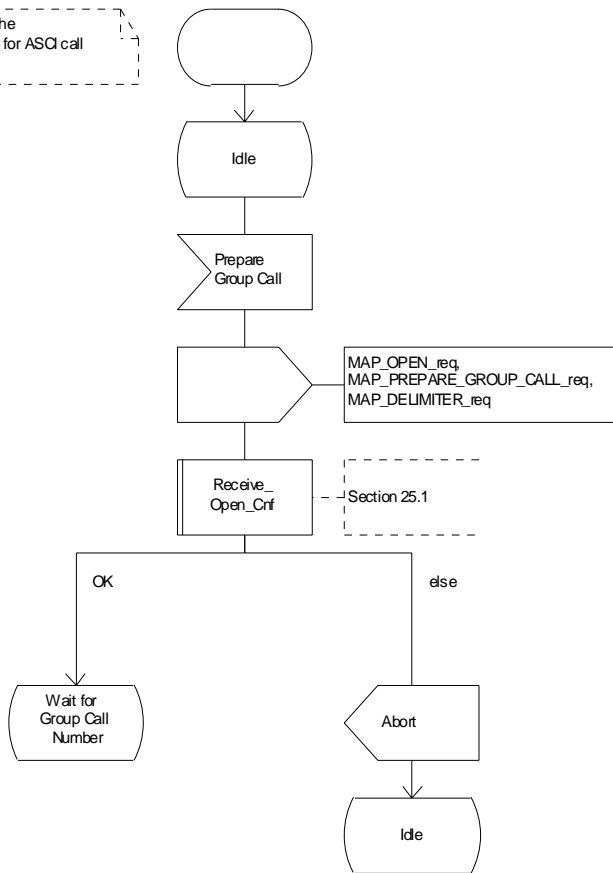 he
for ASCI call
Idle
Prepare
Group Call
MAP_OPEN_req,
MAP_PREPARE_GROUP_CALL_req,
MAP_DELIMITER_req
Receive_
Open_Cnf
Section 25.1
OK
else
Wait for
Group Call
Number
Abort
Idle